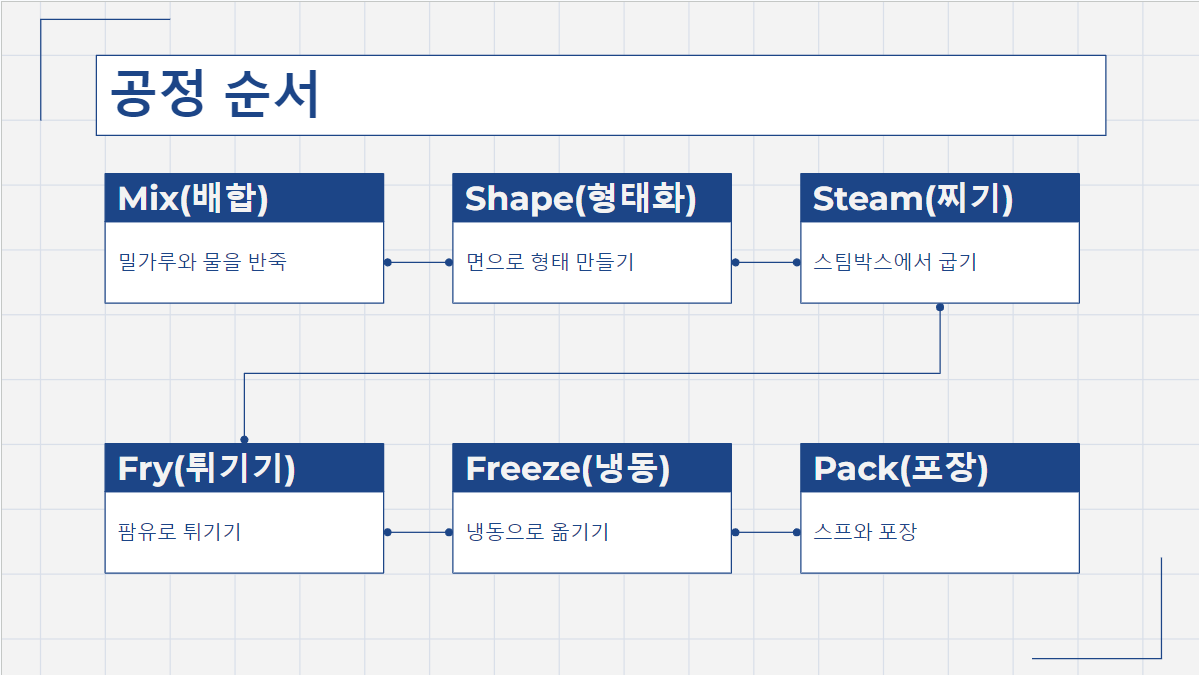 공정 순서
Mix(배합)
밀가루와 물을 반죽
Shape(형태화)
면으로 형태 만들기
Steam(찌기)
스팀박스에서 굽기
Fry(튀기기)
팜유로 튀기기
Freeze(냉동)
냉동으로 옮기기
Pack(포장)
스프와 포장